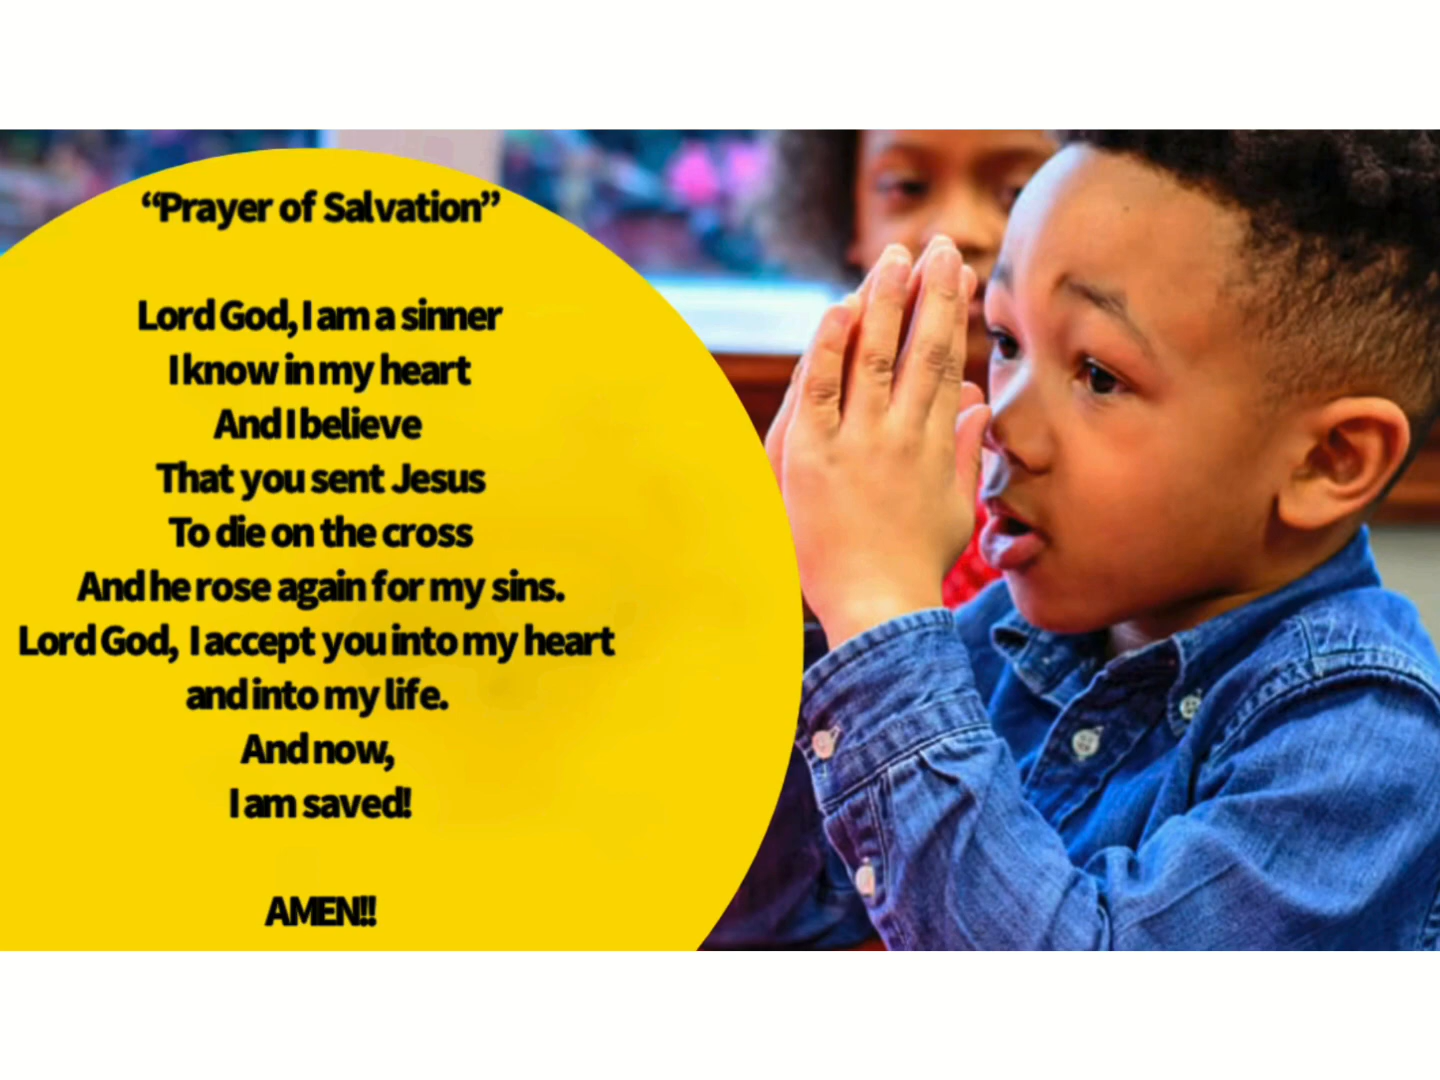 “Prayer of Salvation”
Lord God, I am a sinner
I know in my heart
And I believe
That you sent Jesus
To die on the cross
And he rose again for my sins.
Lord God, I accept you into my heart
and into my life.
And now,
I am saved!
AMEN!!